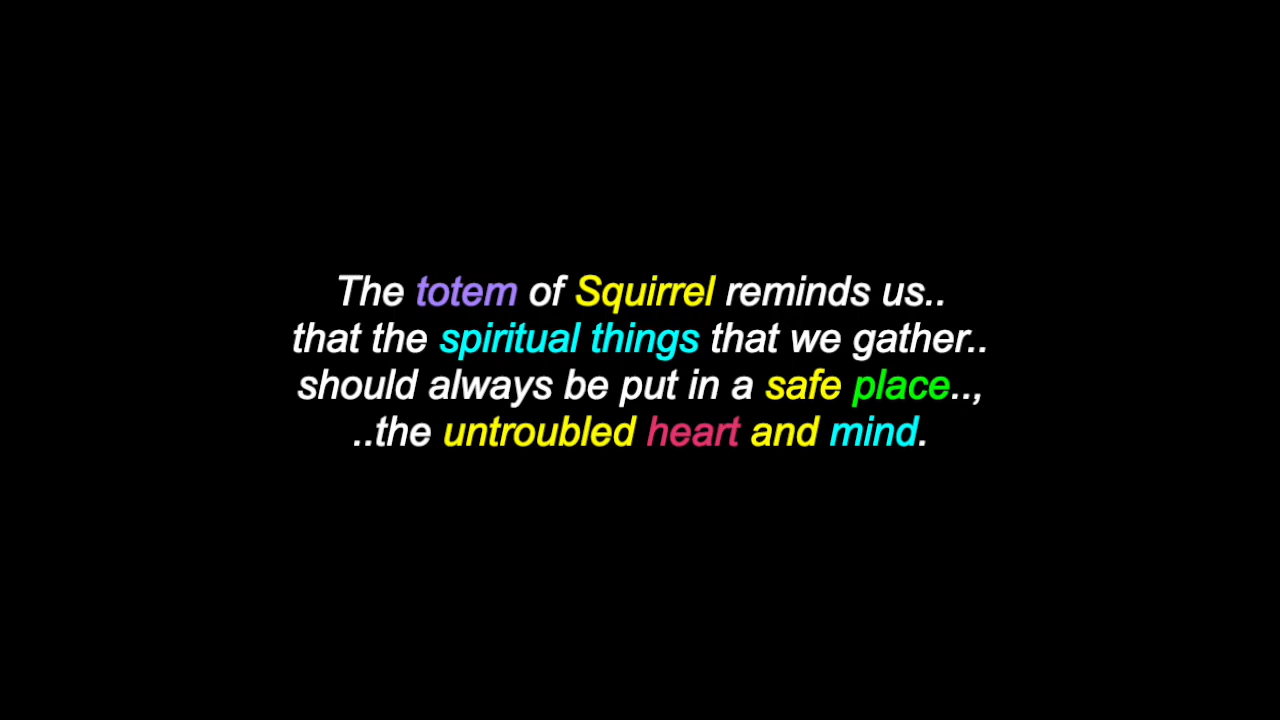 The totem of Squirrel reminds us..
that the spiritual things that we gather..
should always be put in a safe place..,
..the untroubled heart and mind.